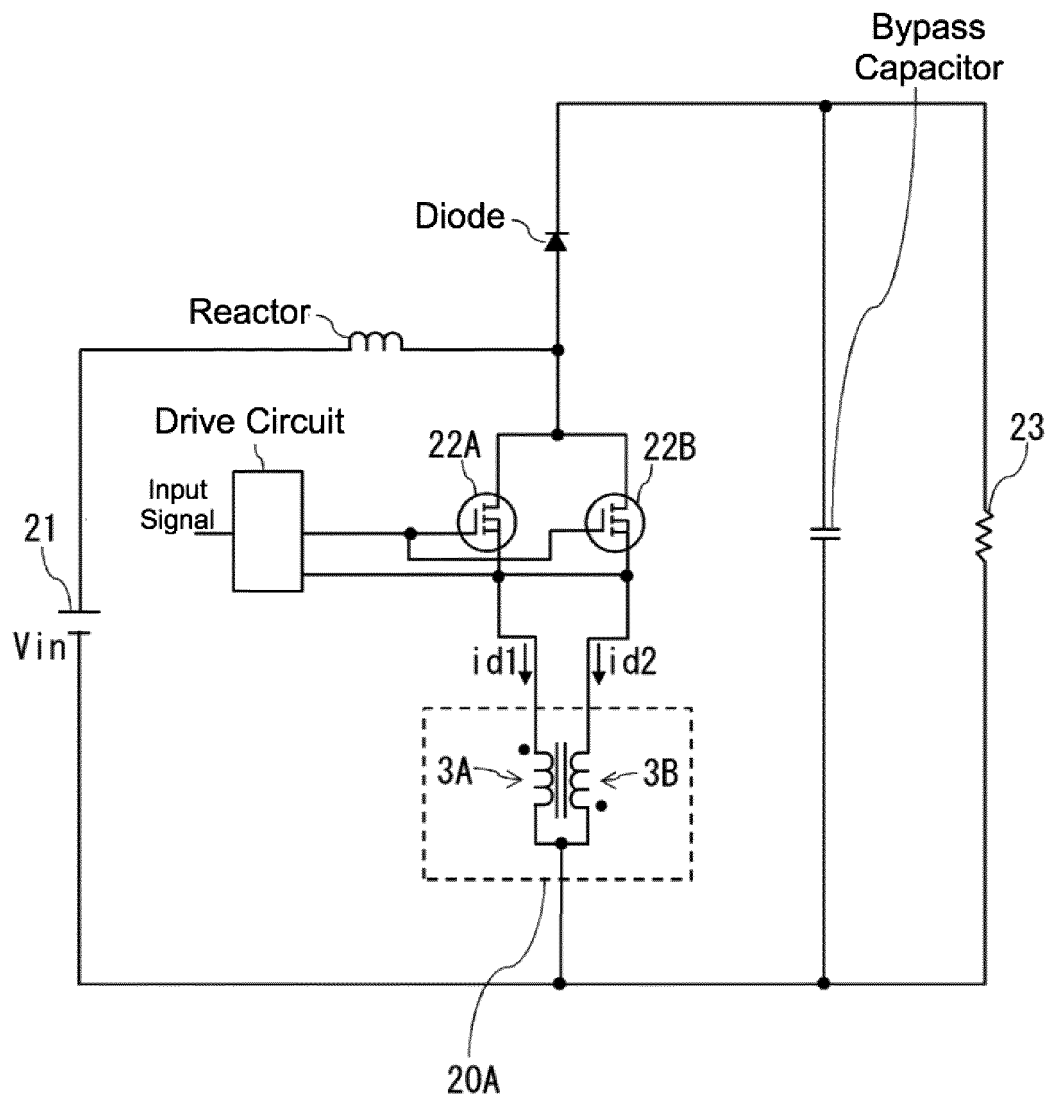 Bypass
Capacitor
Diode
Reactor
Drive Circuit
22A
22B
23
Input
Signal
21
Vin
id1
id2
3A
3B
20A